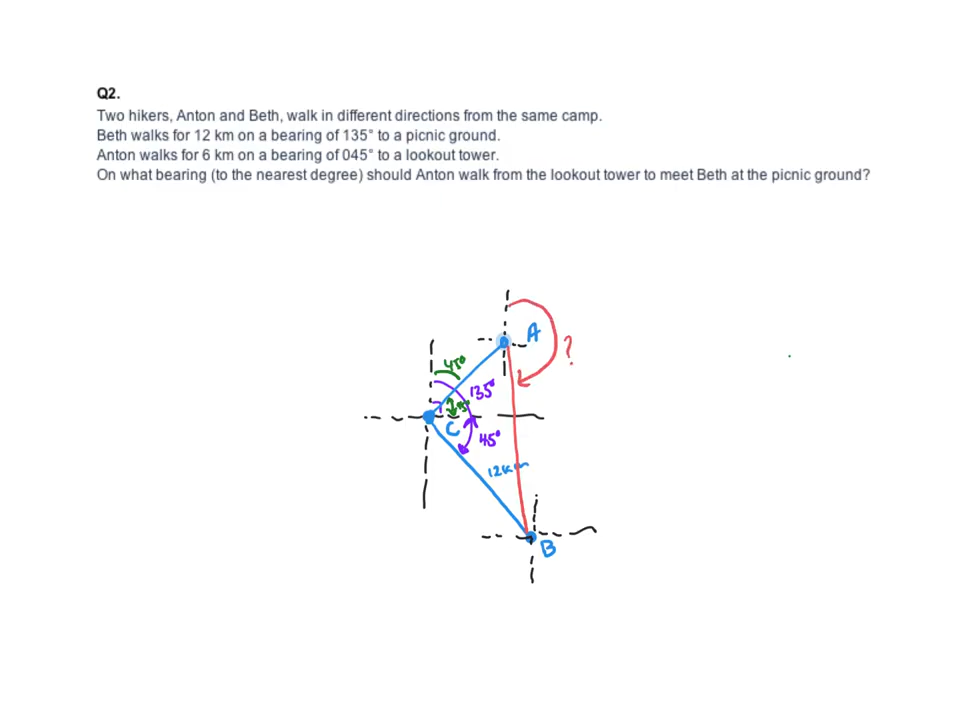 Q2.
Two hikers, Anton and Beth, walk in different directions from the same camp.
Beth walks for 12 km on a bearing of 135° to a picnic ground.
Anton walks for 6 km on a bearing of 045° to a lookout tower.
On what bearing (to the nearest degree) should Anton walk from the lookout tower to meet Beth at the picnic ground?
A
?
45°
135°
45°
C
45°
12km
B